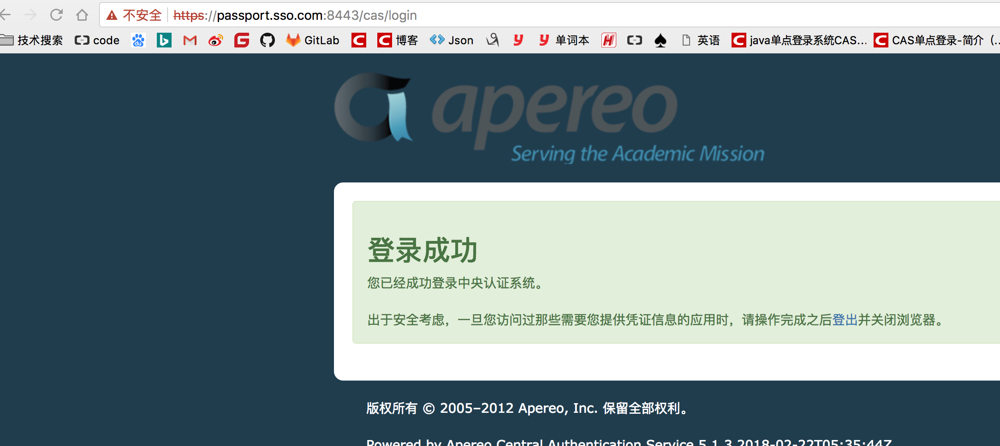 不安全 https://passport.sso.com:8443/cas/login
技术搜索 code du GitLab 博客 Json y y 单词本 英语 java单点登录系统CAS... CAS单点登录-简介（..
apereo
Serving the Academic Mission
登录成功
您已经成功登录中央认证系统。
出于安全考虑，一旦您访问过那些需要您提供凭证信息的应用时，请操作完成之后登出并关闭浏览器。
版权所有 © 2005–2012 Apereo, Inc. 保留全部权利。
Powered by Apereo Central Authentication Service 5.1.3 2018-02-22T05:35:44Z